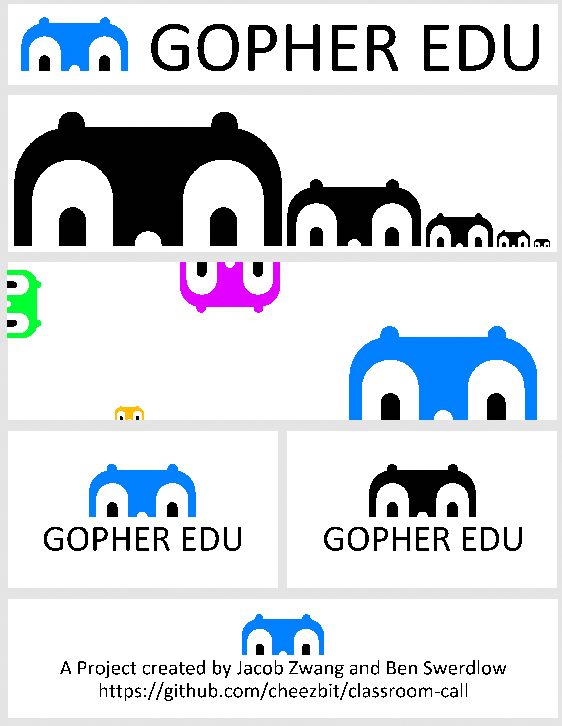 GOPHER EDU
GOPHER EDU
GOPHER EDU
A Project created by Jacob Zwang and Ben Swerdlow
https://github.com/cheezbit/classroom-call